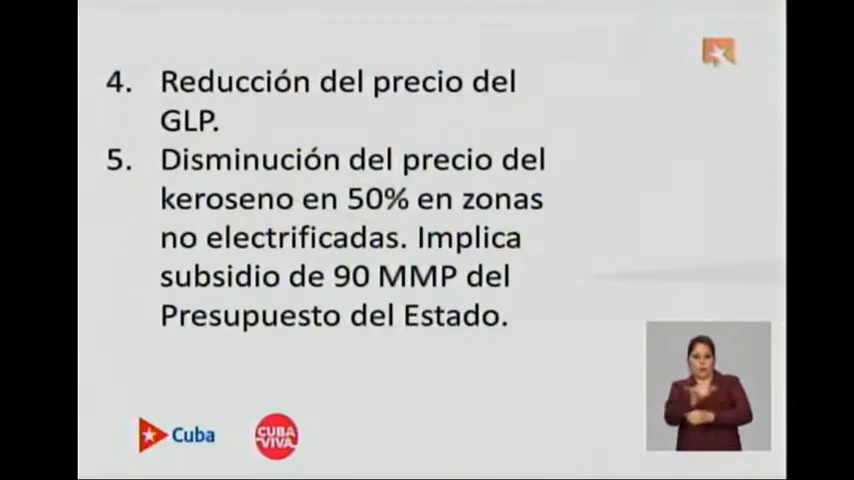 4. Reducción del precio del
GLP.
5. Disminución del precio del
keroseno en 50% en zonas
no electrificadas. Implica
subsidio de 90 MMP del
Presupuesto del Estado.
Cuba
CUBA
VIVA